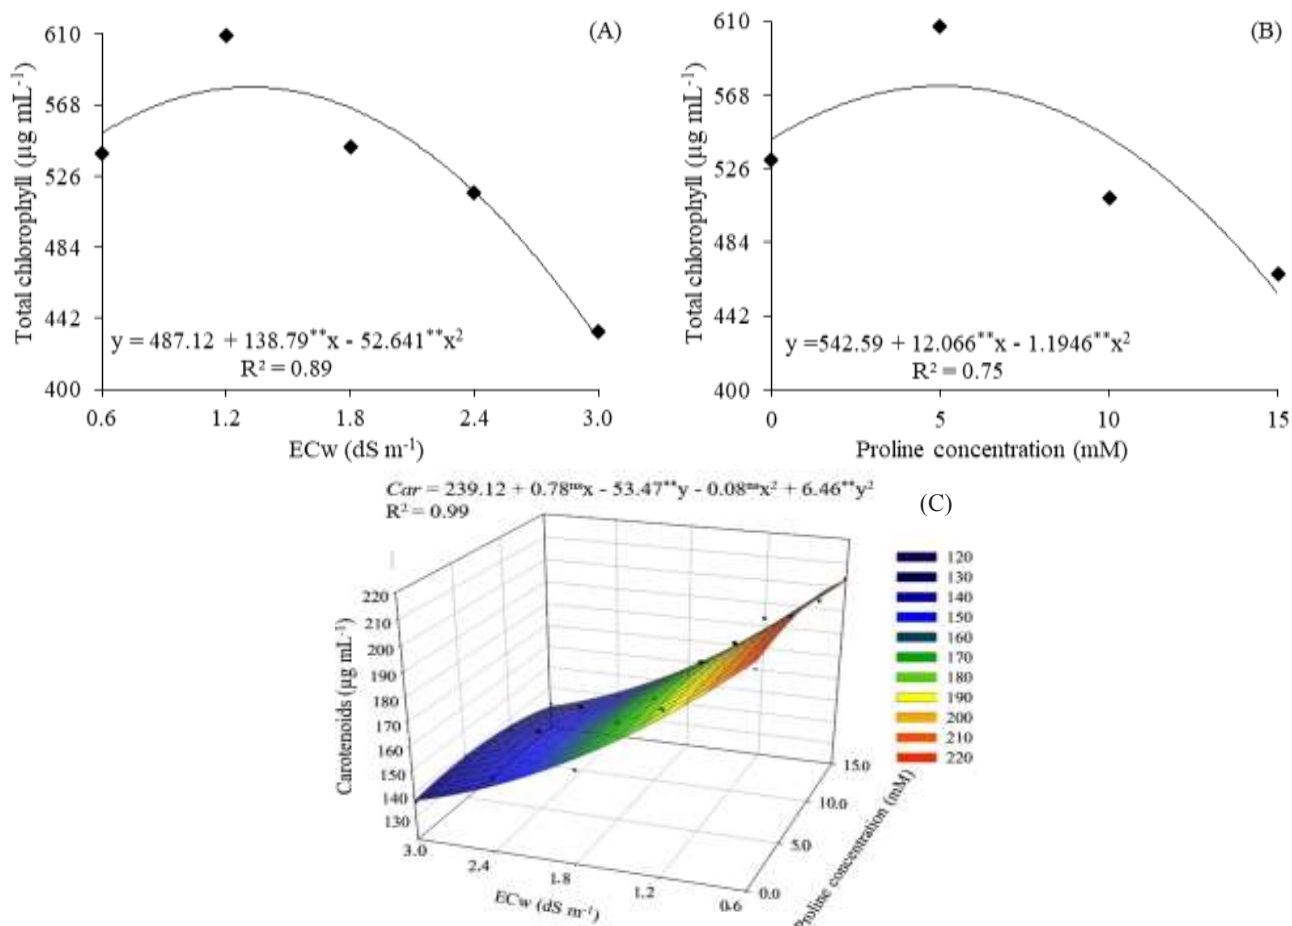 (A)
Total chlorophyll (µg mL⁻¹)
610
568
526
484
442
400
y = 487.12 + 138.79**x - 52.641**x²
R² = 0.89
0.6 1.2 1.8 2.4 3.0
ECw (dS m⁻¹)
(B)
Total chlorophyll (µg mL⁻¹)
610
568
526
484
442
400
y =542.59 + 12.066**x - 1.1946**x²
R² = 0.75
0 5 10 15
Proline concentration (mM)
Car = 239.12 + 0.78ⁿˢx - 53.47**y - 0.08ⁿˢx² + 6.46**y²
R² = 0.99
(C)
Carotenoids (µg mL⁻¹)
220
210
200
190
180
170
160
150
140
130
3.0 2.4 1.8 1.2 0.6
ECw (dS m⁻¹)
15.0
10.0
5.0
0.0
Proline concentration (mM)
120
130
140
150
160
170
180
190
200
210
220